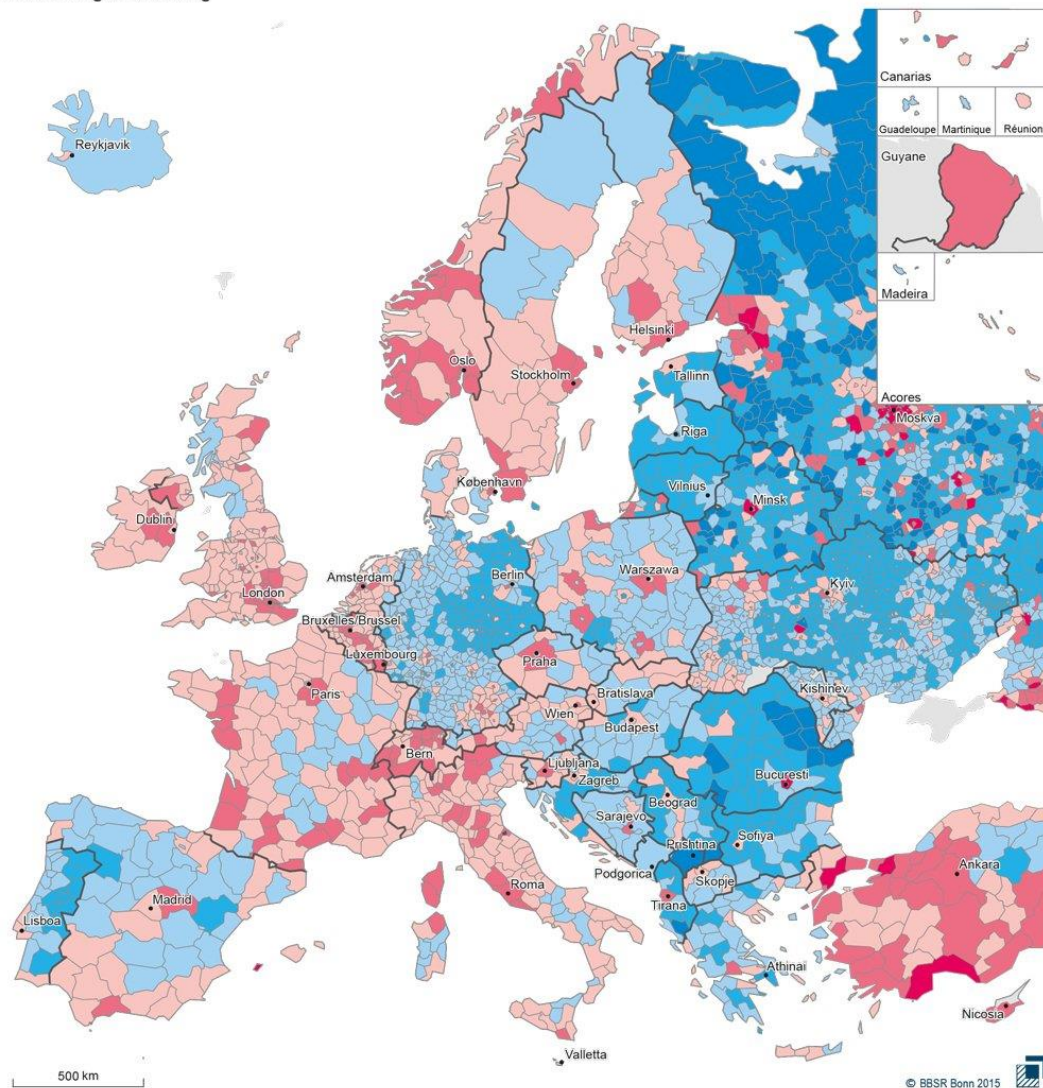 Canarias
Guadeloupe
Martinique
Réunion
Guyane
Madeira
Acores
Reykjavik
Helsinki
Oslo
Stockholm
Tallinn
Moskva
Riga
København
Vilnius
Minsk
Dublin
Amsterdam
Berlin
Warszawa
London
Kyiv
Bruxelles/Brussel
Luxembourg
Praha
Paris
Bratislava
Kishinev
Wien
Budapest
Bern
Ljubljana
Zagreb
Bucuresti
Beograd
Sarajevo
Prishtina
Sofiya
Podgorica
Skopje
Ankara
Madrid
Roma
Tirana
Lisboa
Athinai
Nicosia
Valletta
500 km
© BBSR Bonn 2015